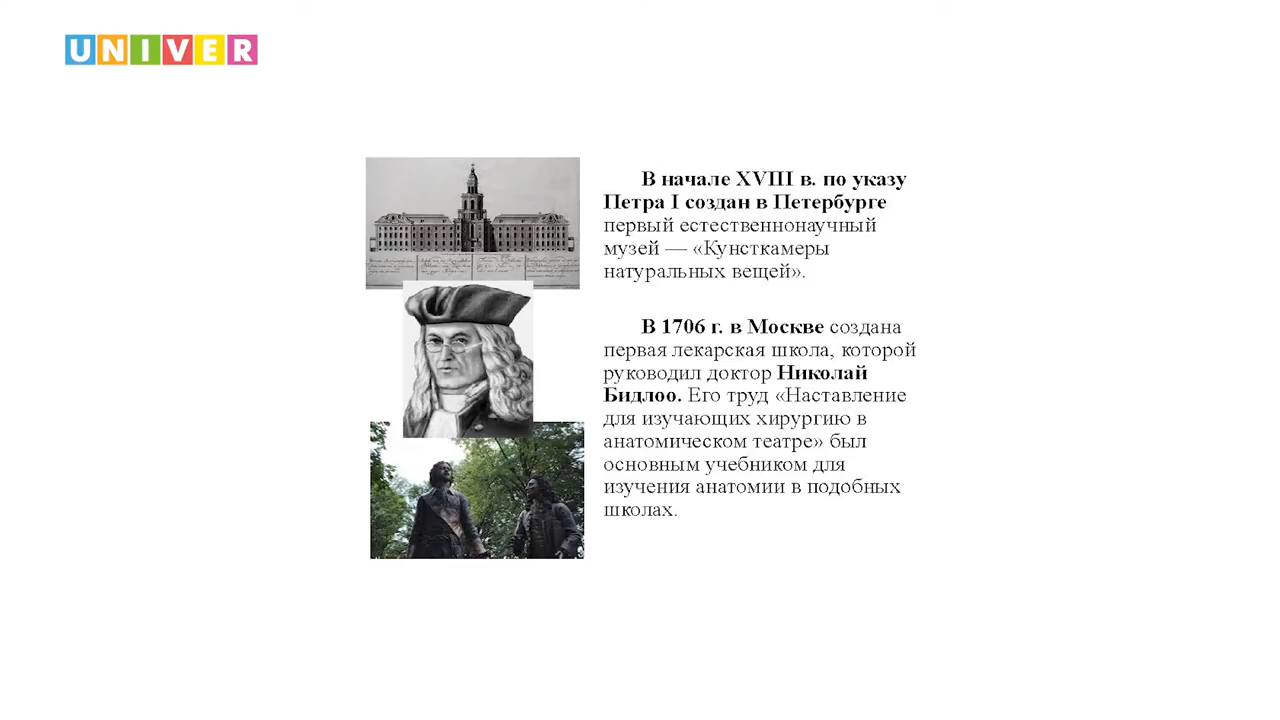 UNIVER
В начале XVIII в. по указу
Петра I создан в Петербурге
первый естественнонаучный
музей — «Кунсткамеры
натуральных вещей».
В 1706 г. в Москве создана
первая лекарская школа, которой
руководил доктор Николай
Бидлоо. Его труд «Наставление
для изучающих хирургию в
анатомическом театре» был
основным учебником для
изучения анатомии в подобных
школах.